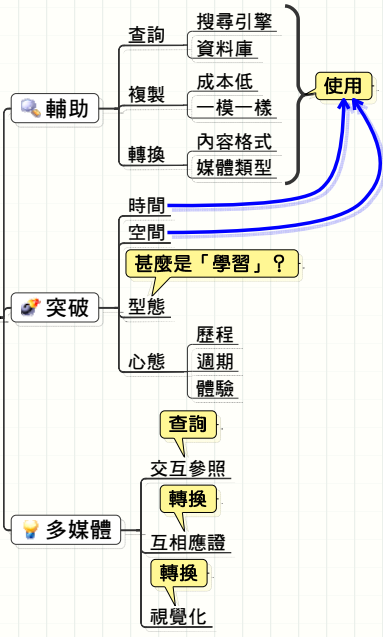 輔助
查詢
搜尋引擎
資料庫
複製
成本低
一模一樣
轉換
內容格式
媒體類型
使用
突破
時間
空間
甚麼是「學習」？
型態
心態
歷程
週期
體驗
多媒體
查詢
交互參照
轉換
互相應證
轉換
視覺化